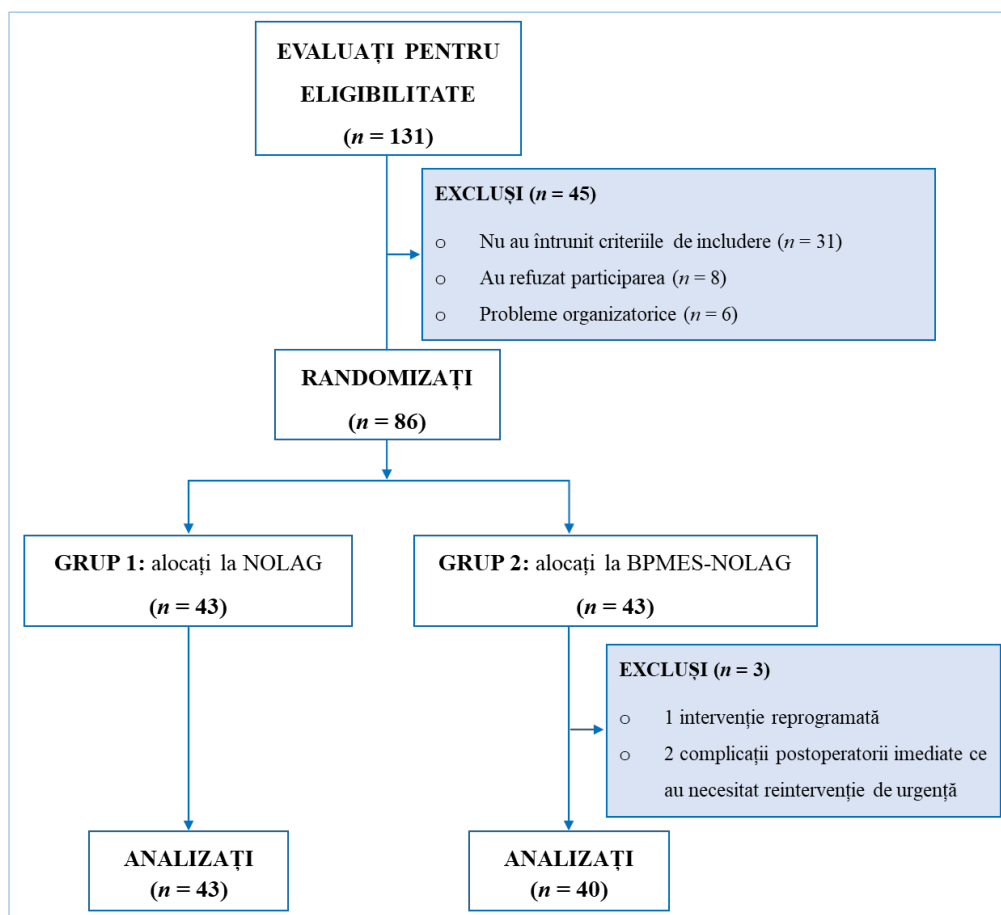 EVALUAȚI PENTRU
ELIGIBILITATE
(n = 131)
EXCLUȘI (n = 45)
o Nu au întrunit criteriile de includere (n = 31)
o Au refuzat participarea (n = 8)
o Probleme organizatorice (n = 6)
RANDOMIZAȚI
(n = 86)
GRUP 1: alocați la NOLAG
(n = 43)
GRUP 2: alocați la BPMES-NOLAG
(n = 43)
EXCLUȘI (n = 3)
o 1 intervenție reprogramată
o 2 complicații postoperatorii imediate ce
au necesitat reintervenție de urgență
ANALIZAȚI
(n = 43)
ANALIZAȚI
(n = 40)